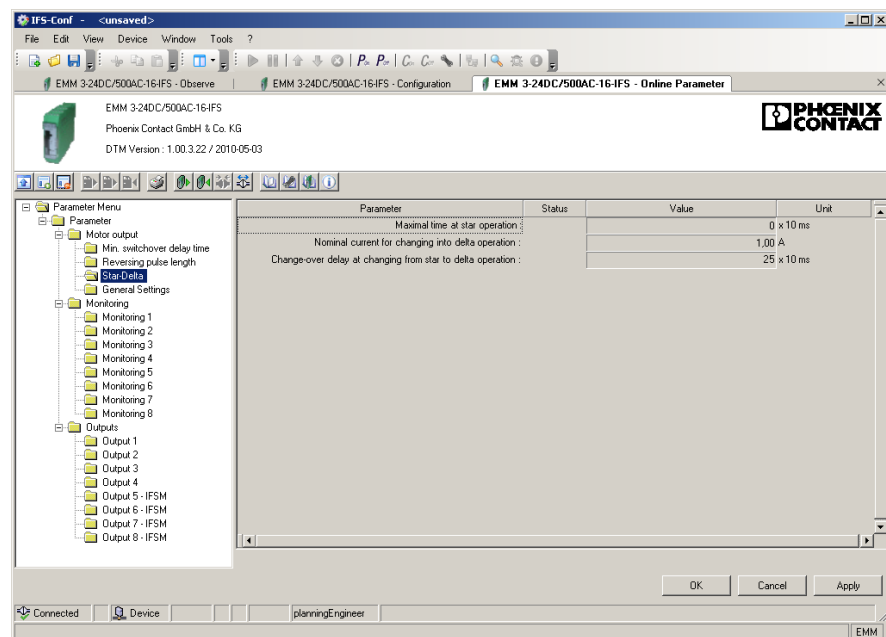 IFS-Conf - <unsaved>
File Edit View Device Window Tools ?
EMM 3-24DC/500AC-16-IFS - Observe
EMM 3-24DC/500AC-16-IFS - Configuration
EMM 3-24DC/500AC-16-IFS - Online Parameter
EMM 3-24DC/500AC-16-IFS
Phoenix Contact GmbH & Co. KG
DTM Version : 1.00.3.22 / 2010-05-03
PHŒNIX
CONTACT
Parameter Menu
Parameter
Motor output
Min. switchover delay time
Reversing pulse length
Star-Delta
General Settings
Monitoring
Monitoring 1
Monitoring 2
Monitoring 3
Monitoring 4
Monitoring 5
Monitoring 6
Monitoring 7
Monitoring 8
Outputs
Output 1
Output 2
Output 3
Output 4
Output 5 - IFSM
Output 6 - IFSM
Output 7 - IFSM
Output 8 - IFSM
Parameter Status Value Unit
Maximal time at star operation : 0 x 10 ms
Nominal current for changing into delta operation : 1,00 A
Change-over delay at changing from star to delta operation : 25 x 10 ms
OK Cancel Apply
Connected Device planningEngineer
EMM